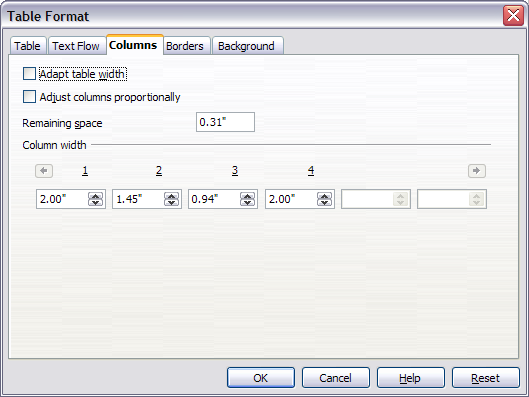 Table Format
Table Text Flow Columns Borders Background
Adapt table width
Adjust columns proportionally
Remaining space 0.31"
Column width
1 2 3 4
2.00" 1.45" 0.94" 2.00"
OK Cancel Help Reset